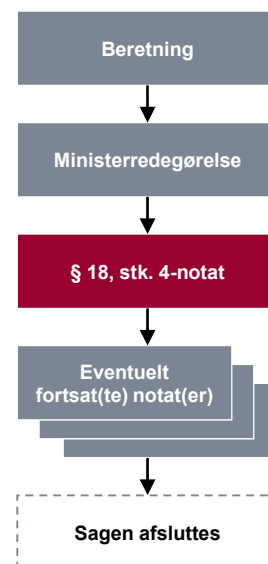 Beretning
Ministerredegørelse
§ 18, stk. 4-notat
Eventuelt
fortsat(te) notat(er)
Sagen afsluttes